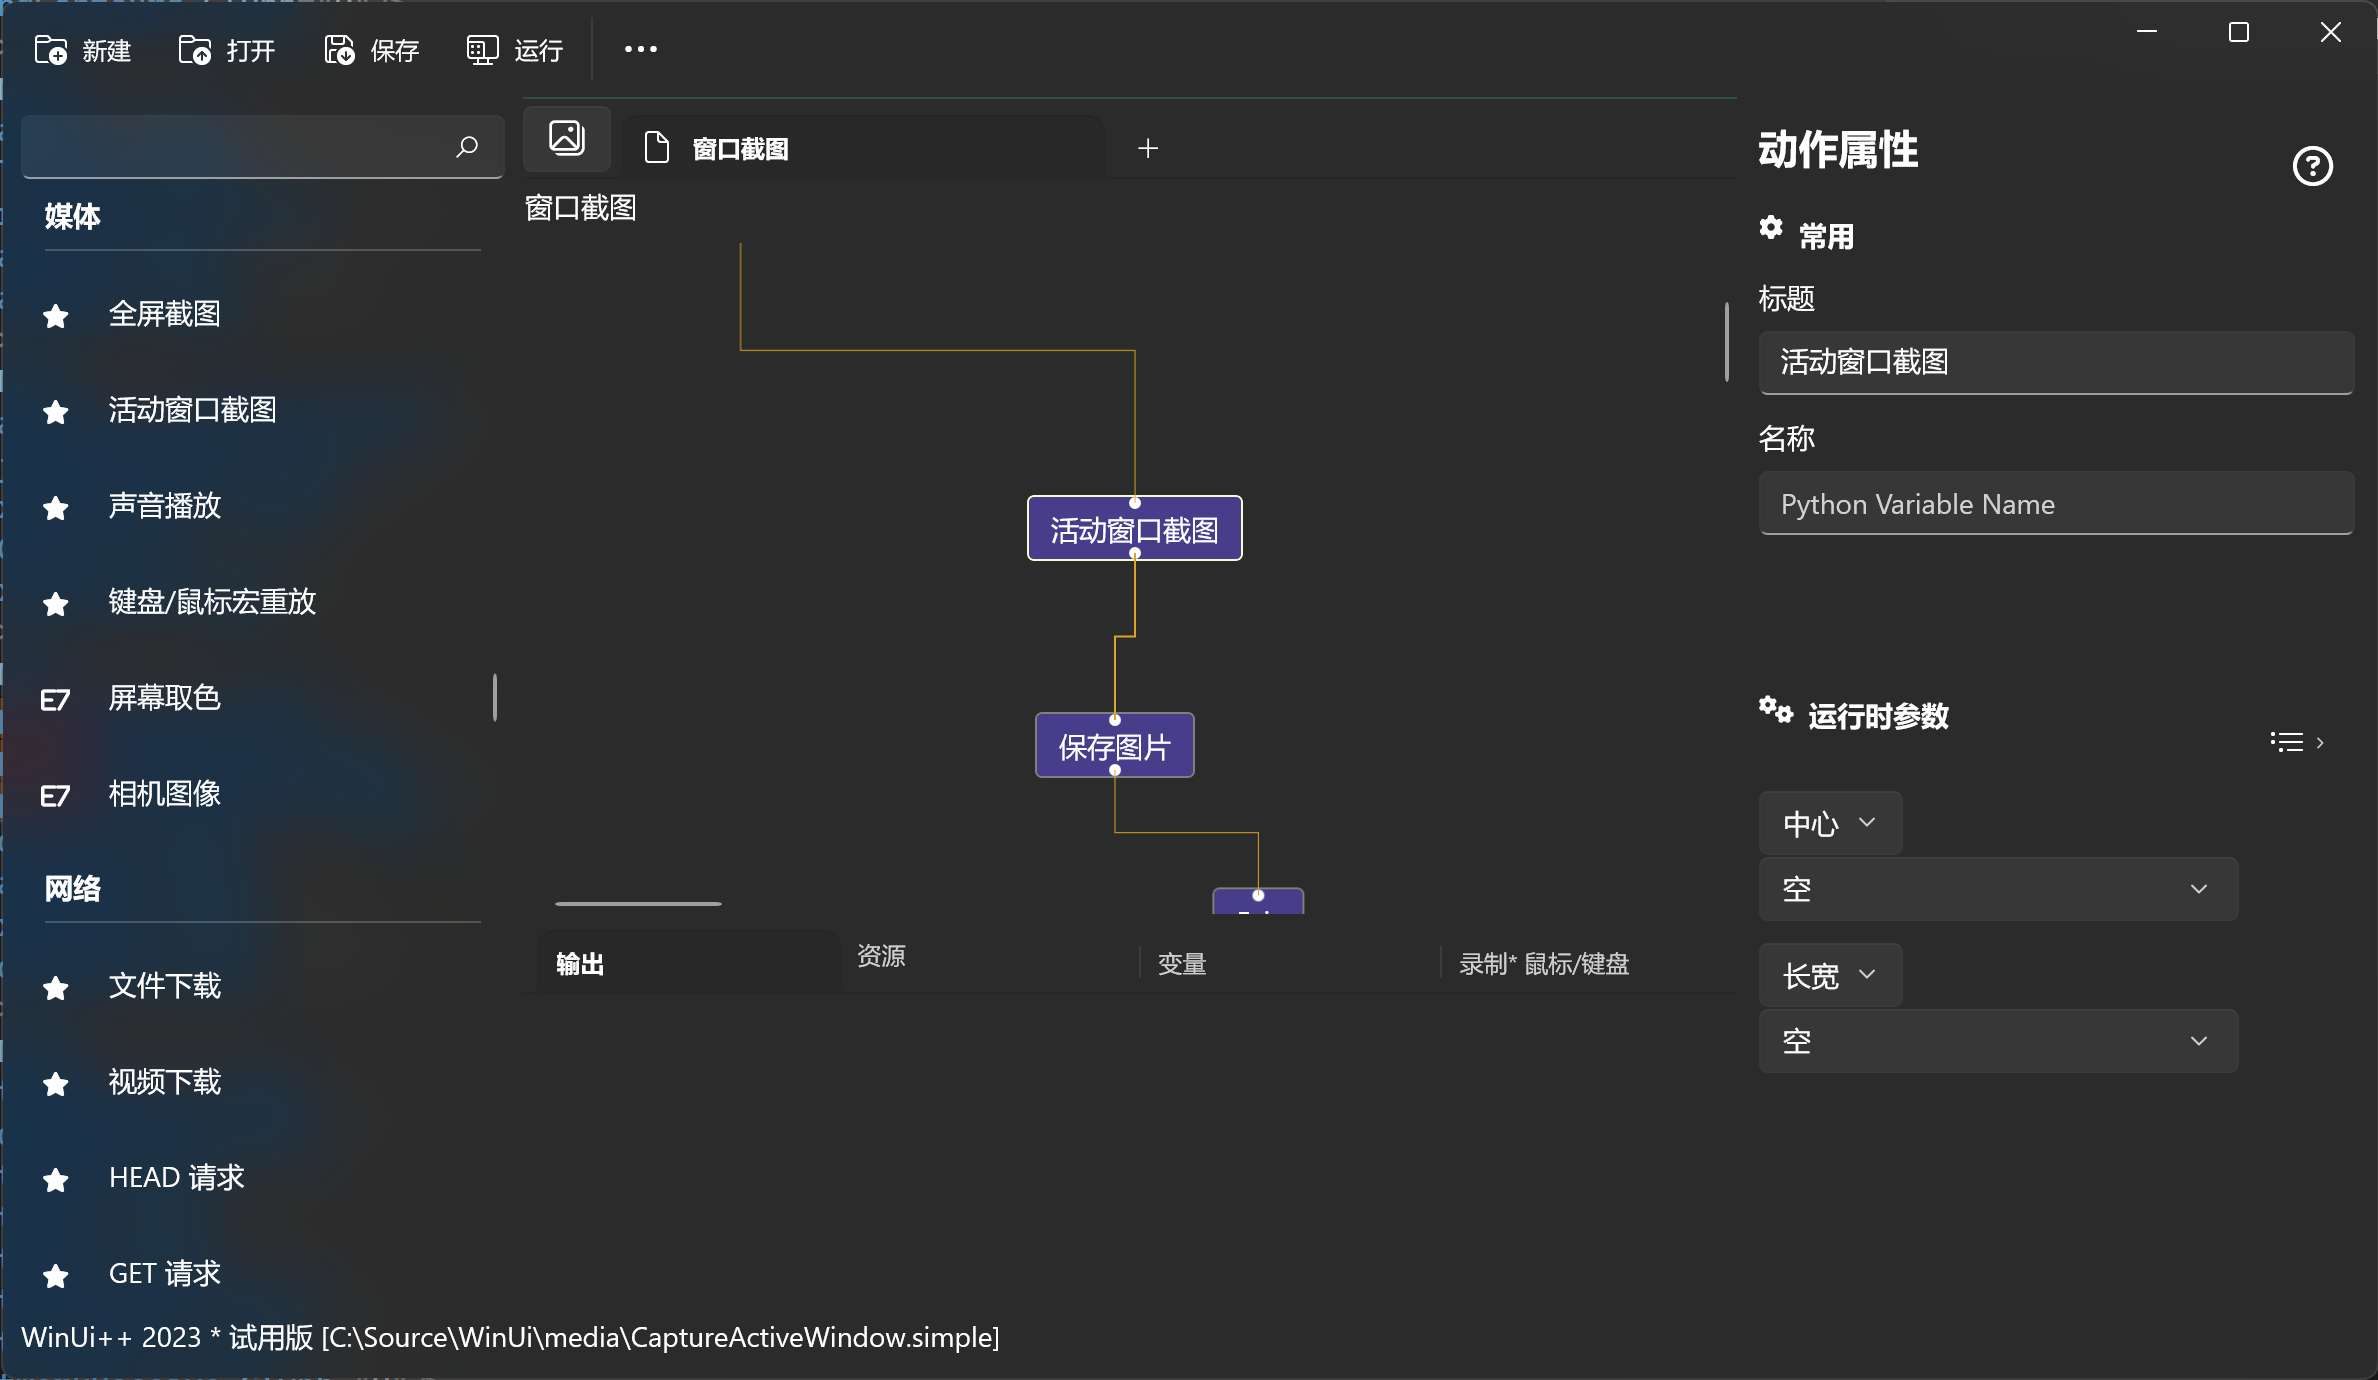 新建
打开
保存
运行
媒体
全屏截图
活动窗口截图
声音播放
键盘/鼠标宏重放
E7 屏幕取色
E7 相机图像
网络
文件下载
视频下载
HEAD 请求
GET 请求
窗口截图
窗口截图
活动窗口截图
保存图片
输出
资源
变量
录制* 鼠标/键盘
动作属性
常用
标题
活动窗口截图
名称
Python Variable Name
运行时参数
中心
空
长宽
空
WinUi++ 2023 * 试用版 [C:\Source\WinUi\media\CaptureActiveWindow.simple]